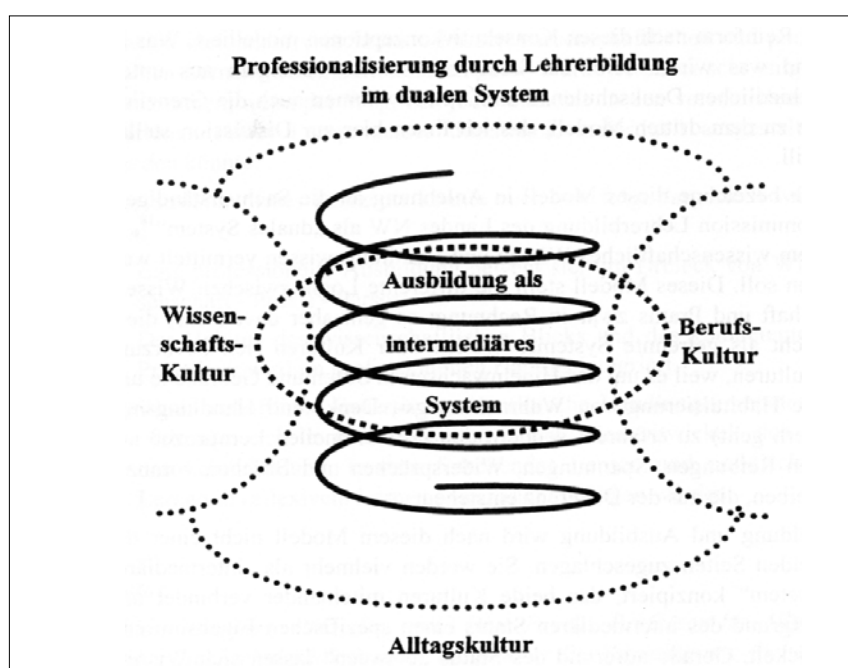 Professionalisierung durch Lehrerbildung
im dualen System
Ausbildung als
Wissen-
schafts-
Kultur
intermediäres
Berufs-
Kultur
System
Alltagskultur